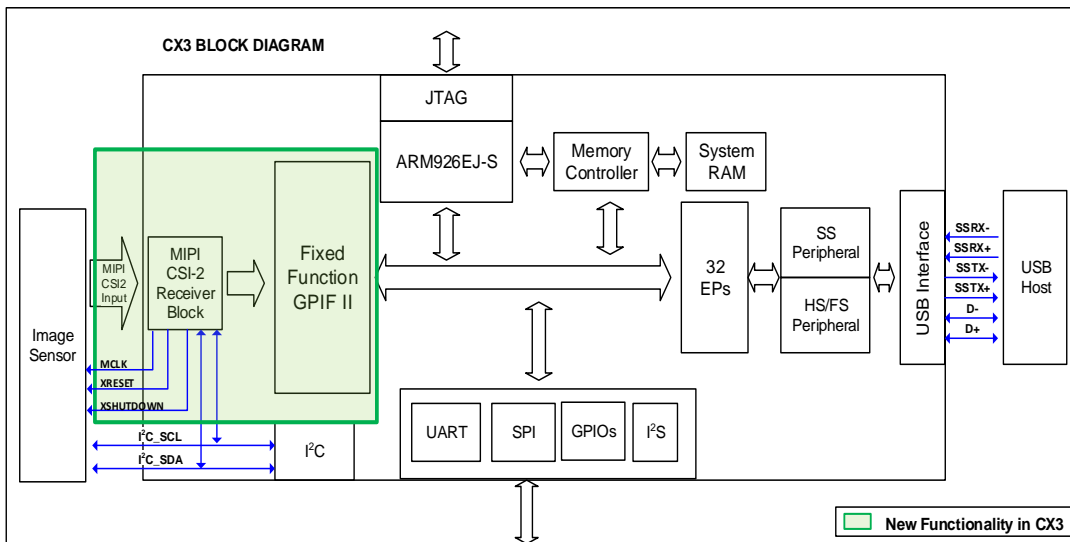 CX3 BLOCK DIAGRAM
JTAG
ARM926EJ-S
Memory
Controller
System
RAM
Image
Sensor
MIPI
CSI2
Input
MIPI
CSI-2
Receiver
Block
Fixed
Function
GPIF II
32
EPs
SS
Peripheral
HS/FS
Peripheral
USB Interface
SSRX-
SSRX+
SSTX-
SSTX+
D-
D+
USB
Host
MCLK
XRESET
XSHUTDOWN
I²C_SCL
I²C_SDA
I²C
UART
SPI
GPIOs
I²S
New Functionality in CX3